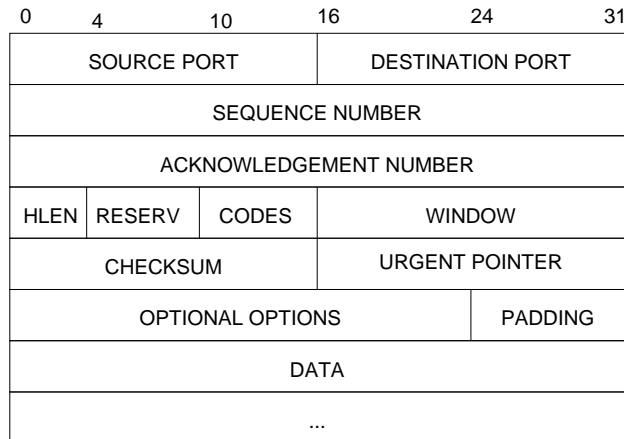 0 4 10 16 24 31
SOURCE PORT DESTINATION PORT
SEQUENCE NUMBER
ACKNOWLEDGEMENT NUMBER
HLEN RESERV CODES WINDOW
CHECKSUM URGENT POINTER
OPTIONAL OPTIONS PADDING
DATA
...